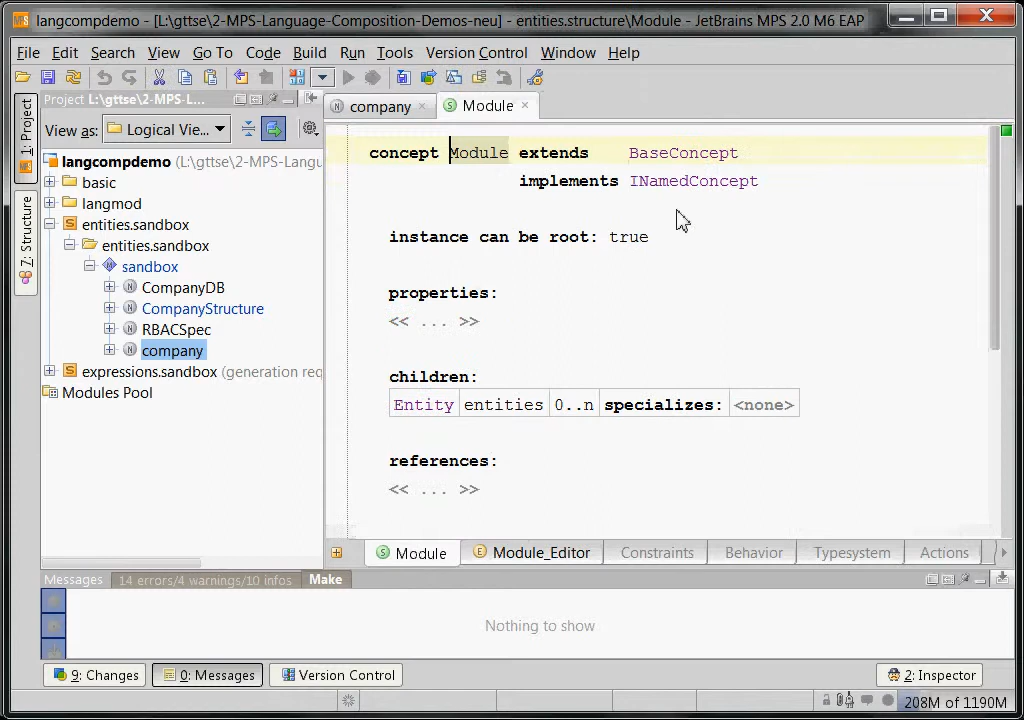 langcompdemo - [L:\gttse\2-MPS-Language-Composition-Demos-neu] - entities.structure\Module - JetBrains MPS 2.0 M6 EAP
File Edit Search View Go To Code Build Run Tools Version Control Window Help
Project L:\gttse\2-MPS-L...
company
Module
1: Project
Z: Structure
View as: Logical Vie...
langcompdemo (L:\gttse\2-MPS-Langu
basic
langmod
entities.sandbox
entities.sandbox
sandbox
CompanyDB
CompanyStructure
RBACSpec
company
expressions.sandbox (generation req
Modules Pool
concept Module extends BaseConcept
implements INamedConcept
instance can be root: true
properties:
<< ... >>
children:
Entity entities 0..n specializes: <none>
references:
<< ... >>
Module Module_Editor Constraints Behavior Typesystem Actions
Messages 14 errors/4 warnings/10 infos Make
Nothing to show
9: Changes 0: Messages Version Control 2: Inspector
208M of 1190M